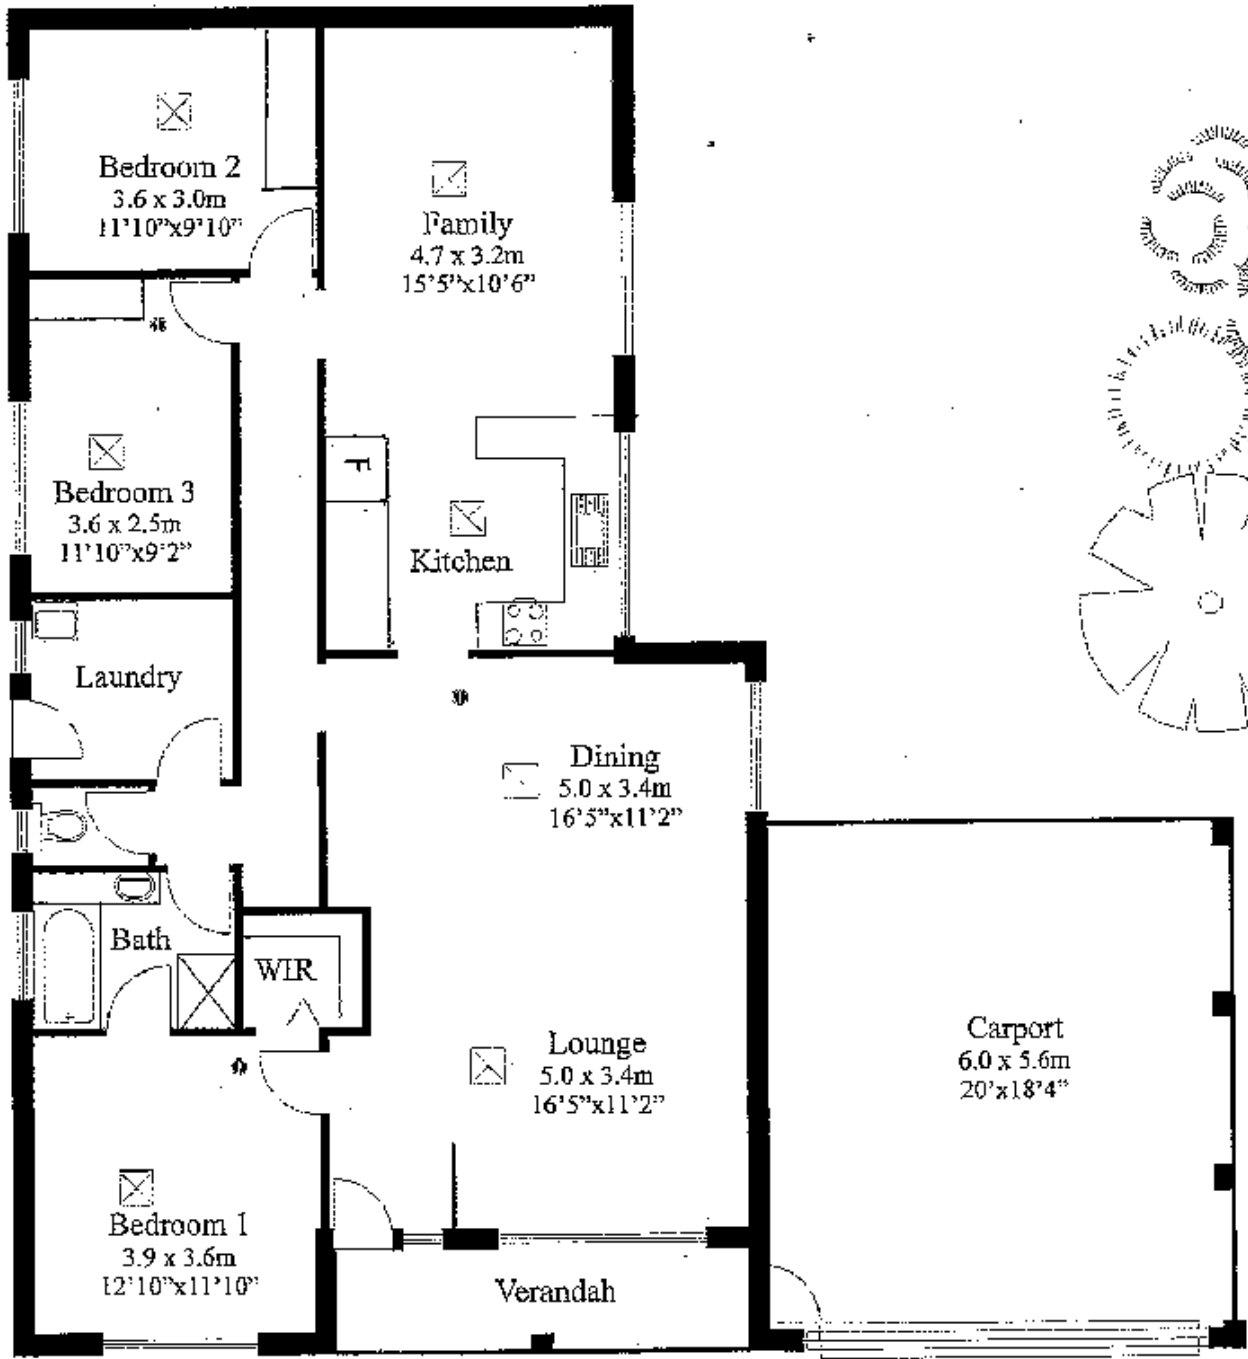 Bedroom 2
3.6 x 3.0m
11'10"x9'10"
Family
4.7 x 3.2m
15'5"x10'6"
F
Bedroom 3
3.6 x 2.5m
11'10"x9'2"
Kitchen
Laundry
Dining
5.0 x 3.4m
16'5"x11'2"
Bath
WIR
Lounge
5.0 x 3.4m
16'5"x11'2"
Carport
6.0 x 5.6m
20'x18'4"
Bedroom 1
3.9 x 3.6m
12'10"x11'10"
Verandah